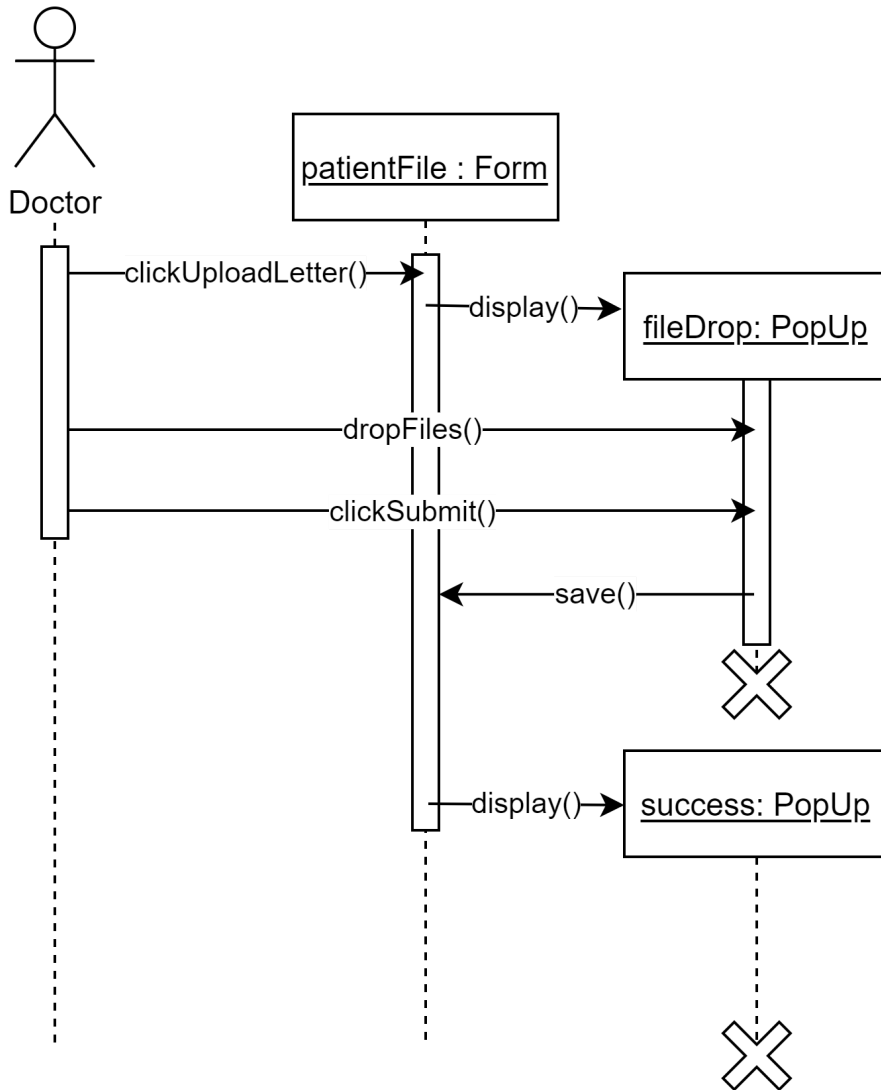 patientFile : Form
Doctor
clickUploadLetter()
display()
fileDrop: PopUp
dropFiles()
clickSubmit()
save()
display()
success: PopUp